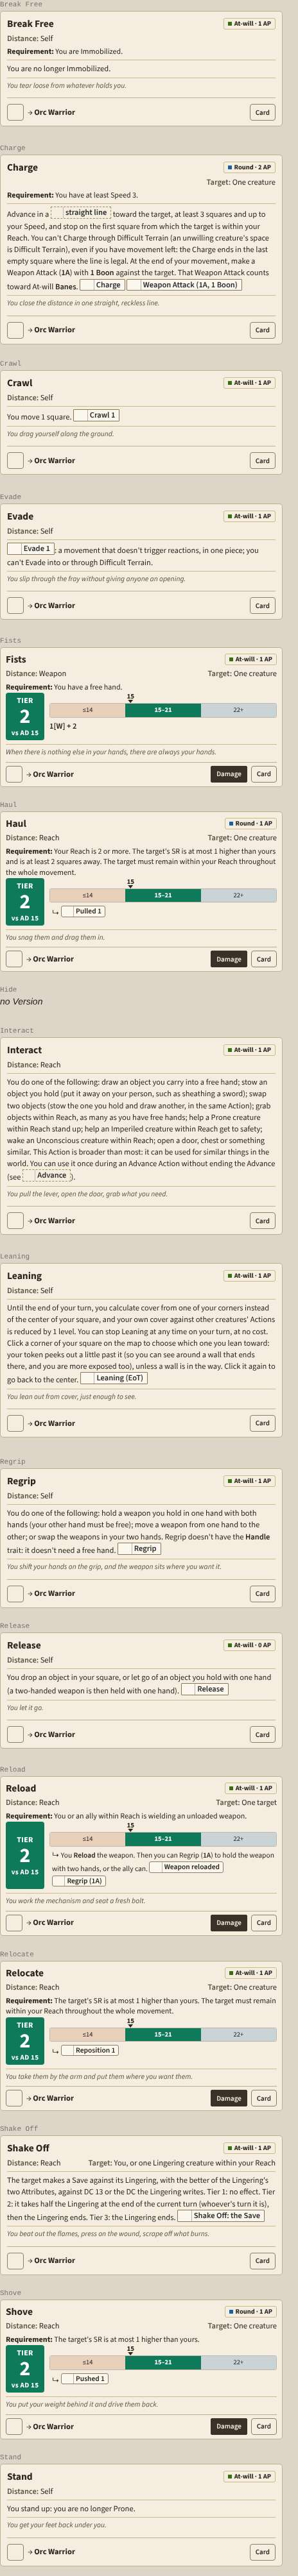 Break Free
Break Free
At-will · 1 AP
Distance: Self
Requirement: You are Immobilized.
You are no longer Immobilized.
You tear loose from whatever holds you.
→ Orc Warrior
Card
Charge
Charge
Round · 2 AP
Target: One creature
Requirement: You have at least Speed 3.
Advance in a straight line toward the target, at least 3 squares and up to
your Speed, and stop on the first square from which the target is within
your Reach. You can't Charge through Difficult Terrain (an unwilling creature's space
is Difficult Terrain), even if you have movement left; the Charge ends in the last
empty square where the line is legal. At the end of your movement, make a
Weapon Attack (1A) with 1 Boon against the target. That Weapon Attack counts
toward At-will Banes. Charge Weapon Attack (1A, 1 Boon)
You close the distance in one straight, reckless line.
→ Orc Warrior
Card
Crawl
Crawl
At-will · 1 AP
Distance: Self
You move 1 square. Crawl 1
You drag yourself along the ground.
→ Orc Warrior
Card
Evade
Evade
At-will · 1 AP
Distance: Self
Evade 1 : a movement that doesn't trigger reactions, in one piece; you
can't Evade into or through Difficult Terrain.
You slip through the fray without giving anyone an opening.
→ Orc Warrior
Card
Fists
Fists
At-will · 1 AP
Distance: Weapon
Target: One creature
Requirement: You have a free hand.
TIER
2
vs AD 15
15
≤14
15–21
22+
1[W] + 2
When there is nothing else in your hands, there are always your hands.
→ Orc Warrior
Damage
Card
Haul
Haul
Round · 1 AP
Distance: Reach
Target: One creature
Requirement: Your Reach is 2 or more. The target's SR is at most 1 higher than yours
and is at least 2 squares away. The target must remain within your Reach throughout
the whole movement.
TIER
2
vs AD 15
15
≤14
15–21
22+
↪ Pulled 1
You snag them and drag them in.
→ Orc Warrior
Damage
Card
Hide
no Version
Interact
Interact
At-will · 1 AP
Distance: Reach
You do one of the following: draw an object you carry into a free hand; stow an
object you hold (put it away on your person, such as sheathing a sword); swap
two objects (stow the one you hold and draw another, in the same Action); grab
objects within Reach, as many as you have free hands; help a Prone creature
within Reach stand up; help an Imperiled creature within Reach get to safety;
wake an Unconscious creature within Reach; open a door, chest or something
similar. This Action is broader than most: it can be used for similar things in the
world. You can use it once during an Advance Action without ending the Advance
(see Advance ).
You pull the lever, open the door, grab what you need.
→ Orc Warrior
Card
Leaning
Leaning
At-will · 1 AP
Distance: Self
Until the end of your turn, you calculate cover from one of your corners instead
of the center of your square, and your own cover against other creatures' Actions
is reduced by 1 level. You can stop Leaning at any time on your turn, at no cost.
Click a corner of your square on the map to choose which one you lean toward:
your token peeks out a little past it (so you can see around a wall that ends
there, and you are more exposed too), unless a wall is in the way. Click it again to
go back to the center. Leaning (EoT)
You lean out from cover, just enough to see.
→ Orc Warrior
Card
Regrip
Regrip
At-will · 1 AP
Distance: Self
You do one of the following: hold a weapon you hold in one hand with both
hands (your other hand must be free); move a weapon from one hand to the
other; or swap the weapons in your two hands. Regrip doesn't have the Handle
trait: it doesn't need a free hand. Regrip
You shift your hands on the grip, and the weapon sits where you want it.
→ Orc Warrior
Card
Release
Release
At-will · 0 AP
Distance: Self
You drop an object in your square, or let go of an object you hold with one hand
(a two-handed weapon is then held with one hand). Release
You let it go.
→ Orc Warrior
Card
Reload
Reload
At-will · 1 AP
Distance: Reach
Target: One target
Requirement: You or an ally within Reach is wielding an unloaded weapon.
TIER
2
vs AD 15
15
≤14
15–21
22+
↪ You Reload the weapon. Then you can Regrip (1A) to hold the weapon
with two hands, or the ally can. Weapon reloaded
Regrip (1A)
You work the mechanism and seat a fresh bolt.
→ Orc Warrior
Damage
Card
Relocate
Relocate
At-will · 1 AP
Distance: Reach
Target: One creature
Requirement: The target's SR is at most 1 higher than yours. The target must remain
within your Reach throughout the whole movement.
TIER
2
vs AD 15
15
≤14
15–21
22+
↪ Reposition 1
You take them by the arm and put them where you want them.
→ Orc Warrior
Damage
Card
Shake Off
Shake Off
At-will · 1 AP
Distance: Reach
Target: You, or one Lingering creature within your Reach
The target makes a Save against its Lingering, with the better of the Lingering's
two Attributes, against DC 13 or the DC the Lingering writes. Tier 1: no effect. Tier
2: it takes half the Lingering at the end of the current turn (whoever's turn it is),
then the Lingering ends. Tier 3: the Lingering ends. Shake Off: the Save
You beat out the flames, press on the wound, scrape off what burns.
→ Orc Warrior
Card
Shove
Shove
Round · 1 AP
Distance: Reach
Target: One creature
Requirement: The target's SR is at most 1 higher than yours.
TIER
2
vs AD 15
15
≤14
15–21
22+
↪ Pushed 1
You put your weight behind it and drive them back.
→ Orc Warrior
Damage
Card
Stand
Stand
At-will · 1 AP
Distance: Self
You stand up: you are no longer Prone.
You get your feet back under you.
→ Orc Warrior
Card